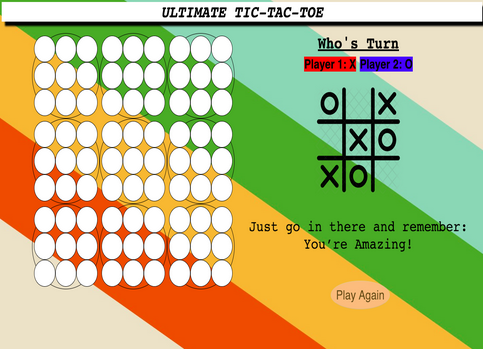 ULTIMATE TIC-TAC-TOE
Who's Turn
Player 1: X Player 2: O
O X
X O
X O
Just go in there and remember:
You're Amazing!
Play Again